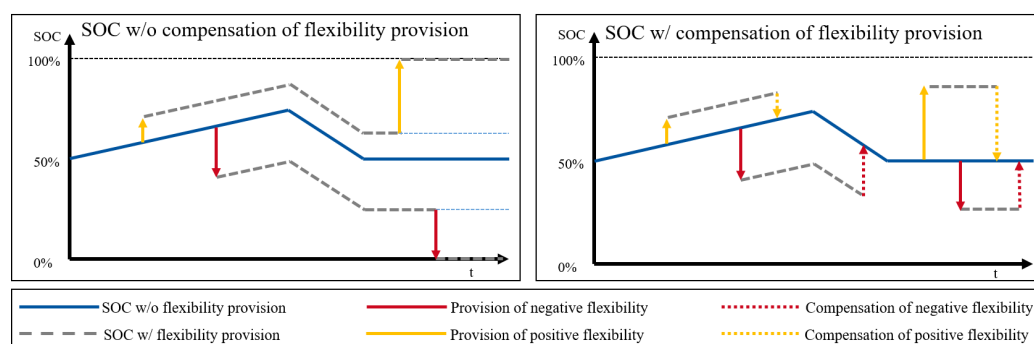 SOC w/o compensation of flexibility provision
SOC
100%
50%
0%
t
SOC w/ compensation of flexibility provision
SOC
100%
50%
0%
t
SOC w/o flexibility provision
Provision of negative flexibility
Compensation of negative flexibility
SOC w/ flexibility provision
Provision of positive flexibility
Compensation of positive flexibility